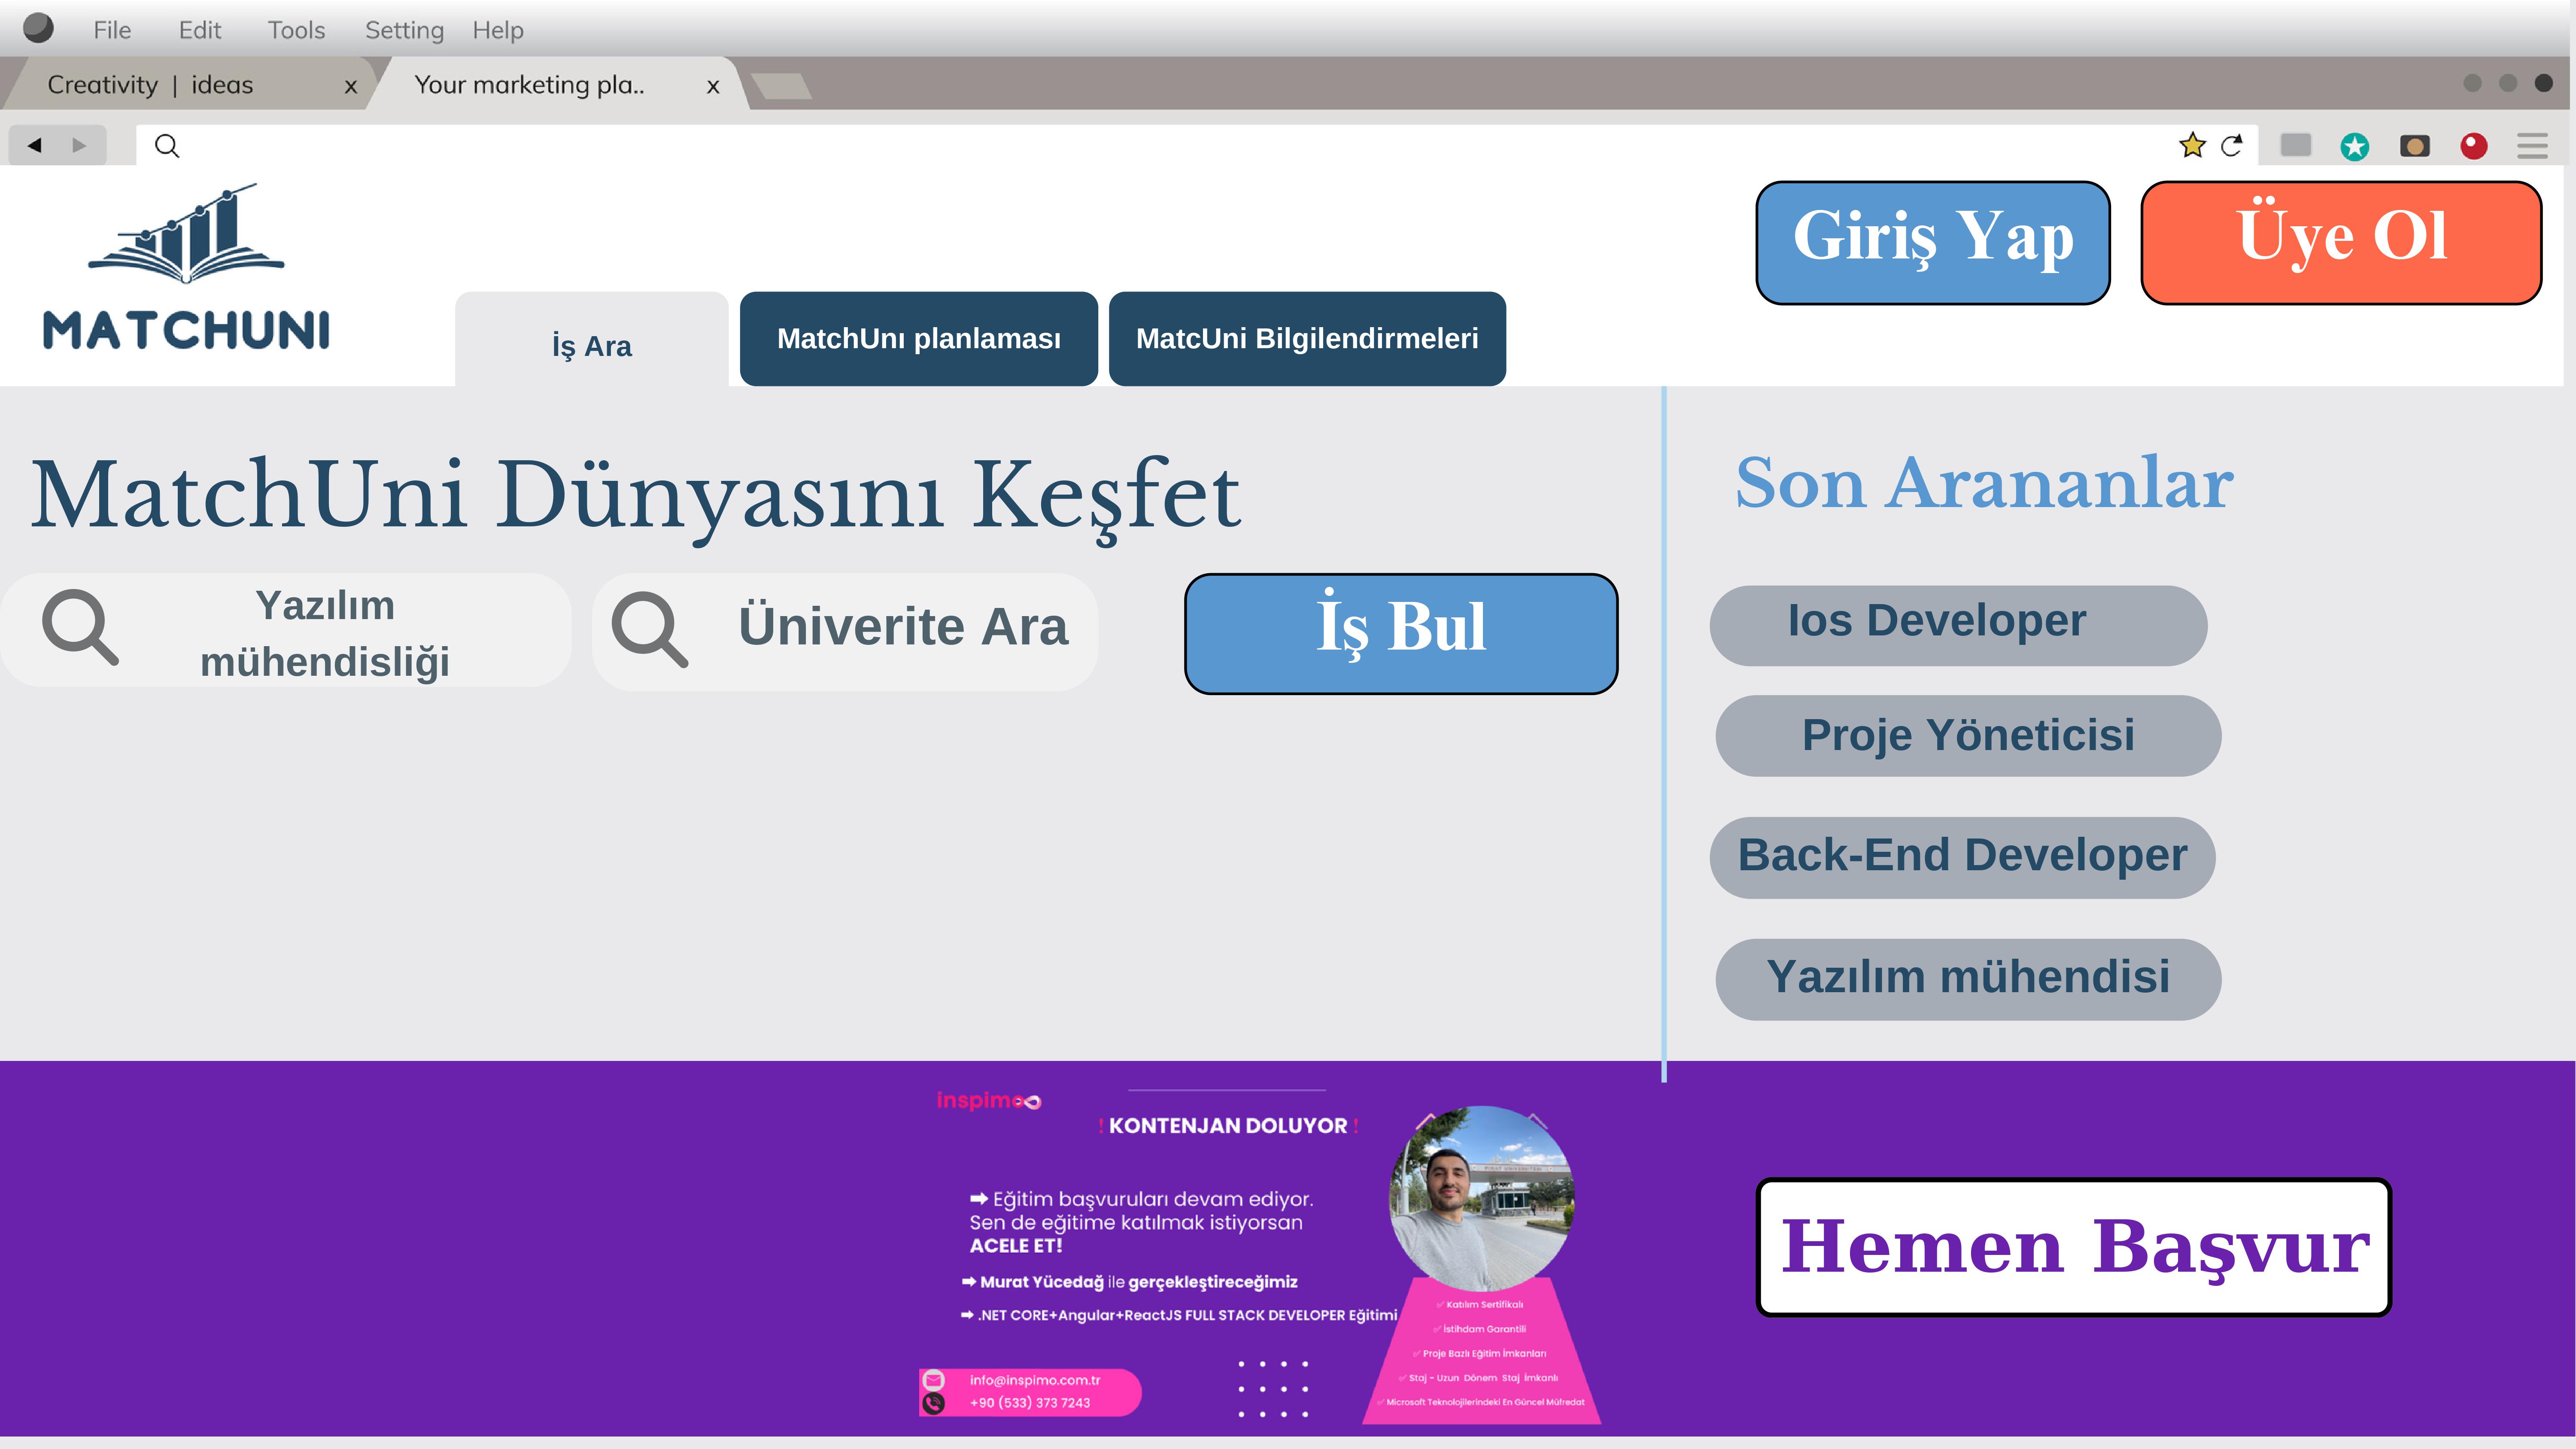 File Edit Tools Setting Help
Creativity | ideas x Your marketing pla.. x
MATCHUNI
Giriş Yap
Üye Ol
İş Ara
MatchUnı planlaması
MatcUni Bilgilendirmeleri
MatchUni Dünyasını Keşfet
Yazılım
mühendisliği
Üniverite Ara
İş Bul
Son Arananlar
Ios Developer
Proje Yöneticisi
Back-End Developer
Yazılım mühendisi
inspimo
! KONTENJAN DOLUYOR !
➡ Eğitim başvuruları devam ediyor.
Sen de eğitime katılmak istiyorsan
ACELE ET!
➡ Murat Yücedağ ile gerçekleştireceğimiz
➡ .NET CORE+Angular+ReactJS FULL STACK DEVELOPER Eğitimi
info@inspimo.com.tr
+90 (533) 373 7243
✅ Katılım Sertifikalı
✅ İstihdam Garantili
✅ Proje Bazlı Eğitim İmkanları
✅ Staj - Uzun Dönem Staj İmkanlı
✅ Microsoft Teknolojilerindeki En Güncel Müfredat
Hemen Başvur